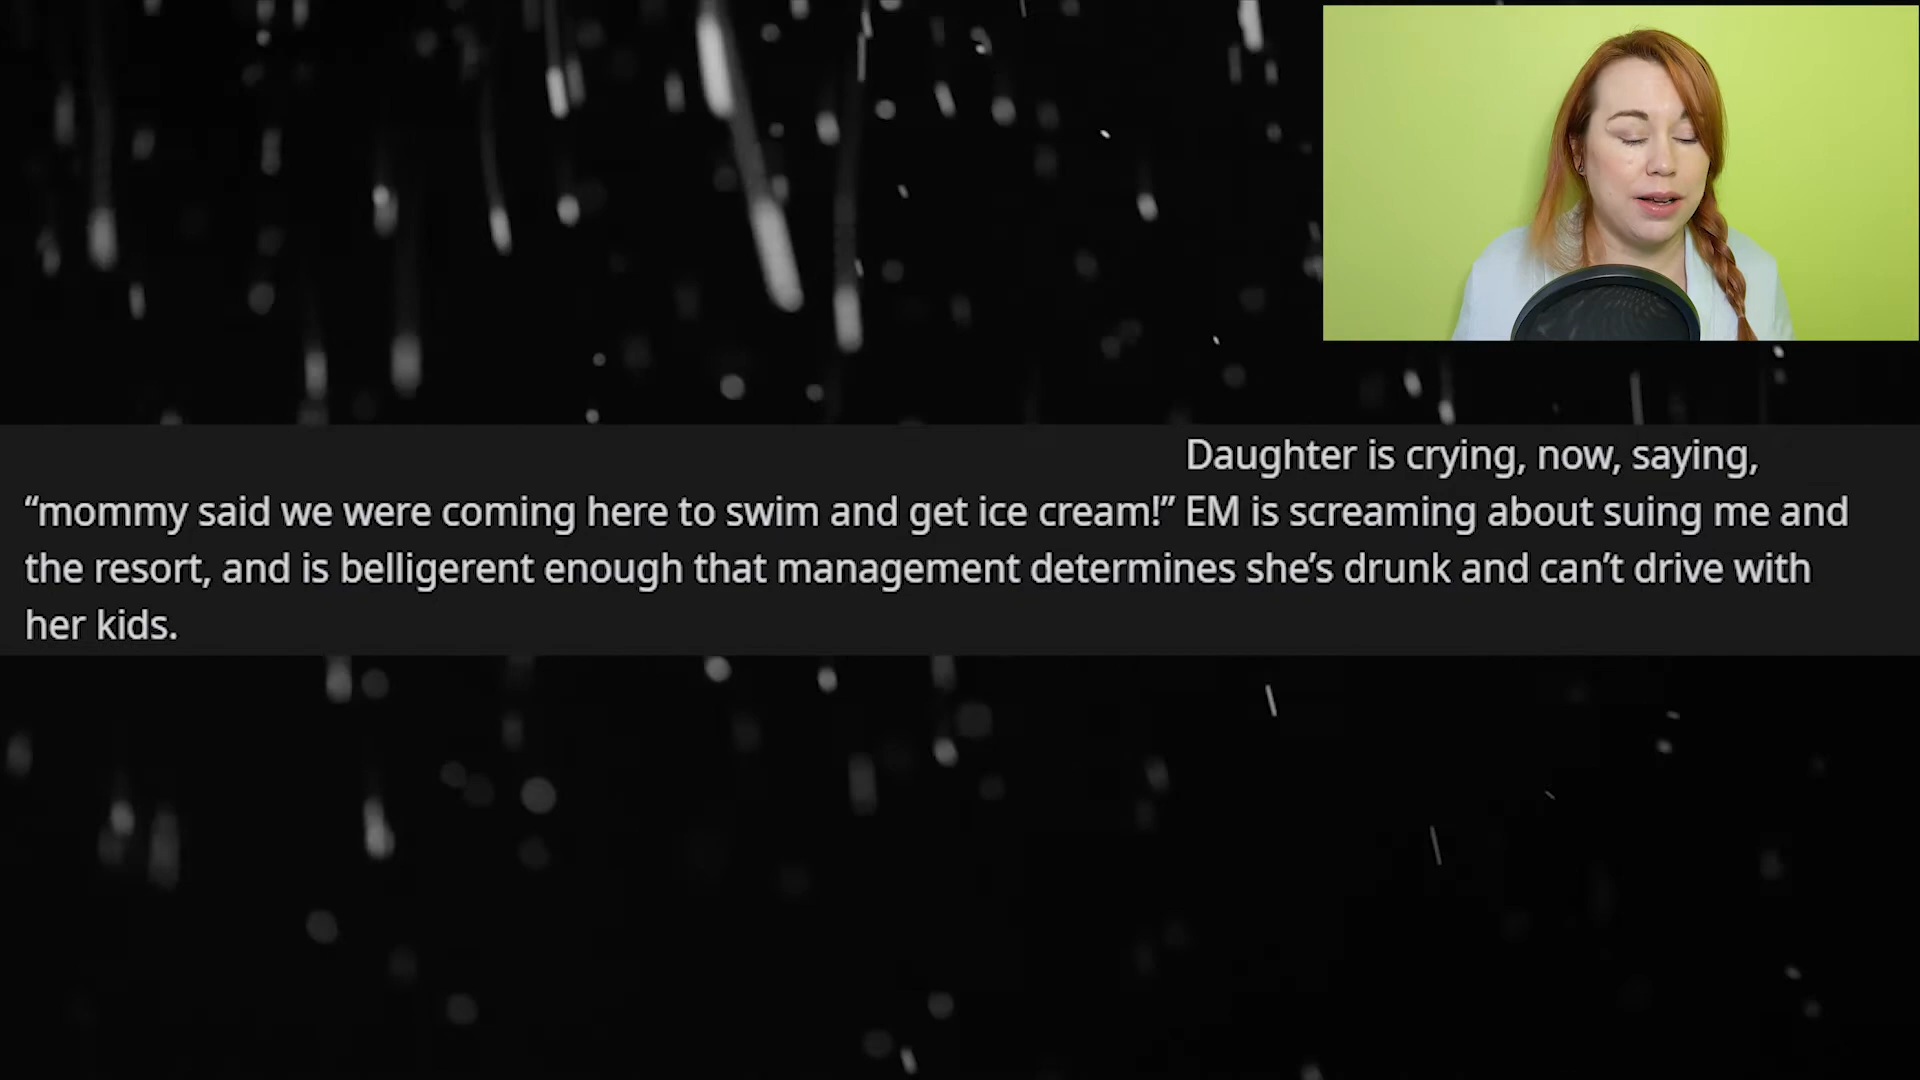 Daughter is crying, now, saying,
“mommy said we were coming here to swim and get ice cream!” EM is screaming about suing me and
the resort, and is belligerent enough that management determines she’s drunk and can’t drive with
her kids.